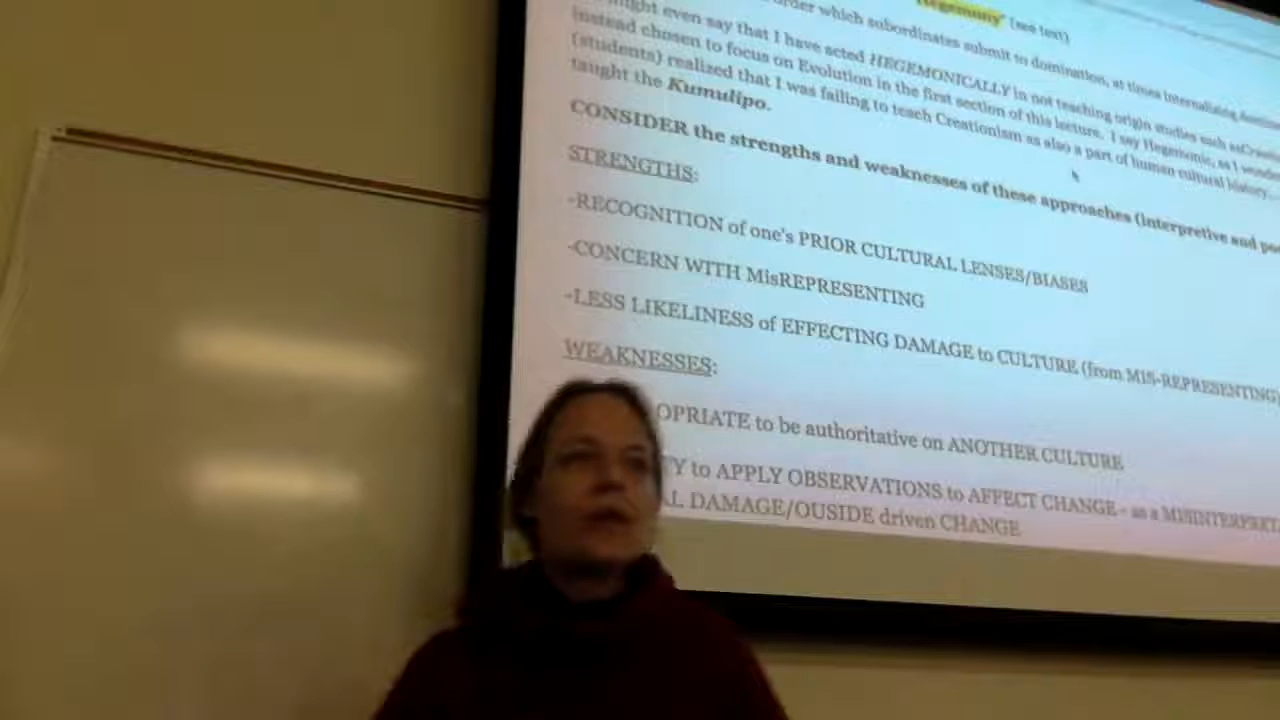 Hegemony" (see text)
order which subordinates submit to domination, at times internalizing
might even say that I have acted HEGEMONICALLY in not teaching origin studies such as
instead chosen to focus on Evolution in the first section of this lecture. I say Hegemonic, as I
(students) realized that I was failing to teach Creationism as also a part of human cultural history...
taught the Kumulipo.
CONSIDER the strengths and weaknesses of these approaches (interpretive and
STRENGTHS:
-RECOGNITION of one's PRIOR CULTURAL LENSES/BIASES
-CONCERN WITH MisREPRESENTING
-LESS LIKELINESS of EFFECTING DAMAGE to CULTURE (from MIS-REPRESENTING)
WEAKNESSES:
OPRIATE to be authoritative on ANOTHER CULTURE
TY to APPLY OBSERVATIONS to AFFECT CHANGE - as a MISINTERPRET
AL DAMAGE/OUSIDE driven CHANGE